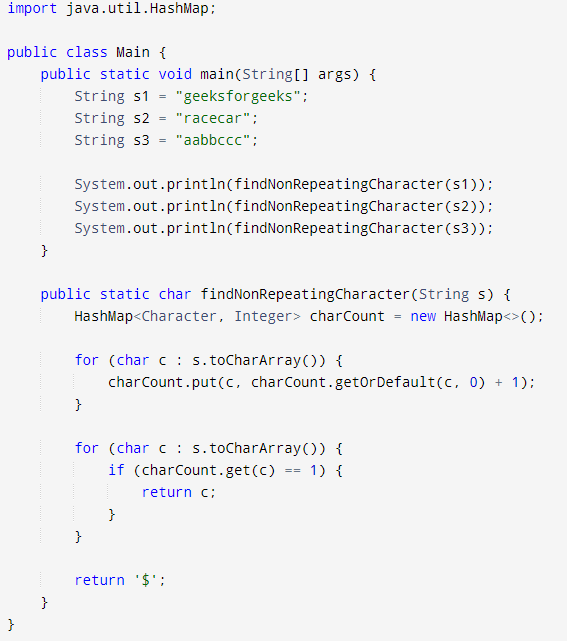 import java.util.HashMap;
public class Main {
    public static void main(String[] args) {
        String s1 = "geeksforgeeks";
        String s2 = "racecar";
        String s3 = "aabbccc";
        System.out.println(findNonRepeatingCharacter(s1));
        System.out.println(findNonRepeatingCharacter(s2));
        System.out.println(findNonRepeatingCharacter(s3));
    }
    public static char findNonRepeatingCharacter(String s) {
        HashMap<Character, Integer> charCount = new HashMap<>();
        for (char c : s.toCharArray()) {
            charCount.put(c, charCount.getOrDefault(c, 0) + 1);
        }
        for (char c : s.toCharArray()) {
            if (charCount.get(c) == 1) {
                return c;
            }
        }
        return '$';
    }
}